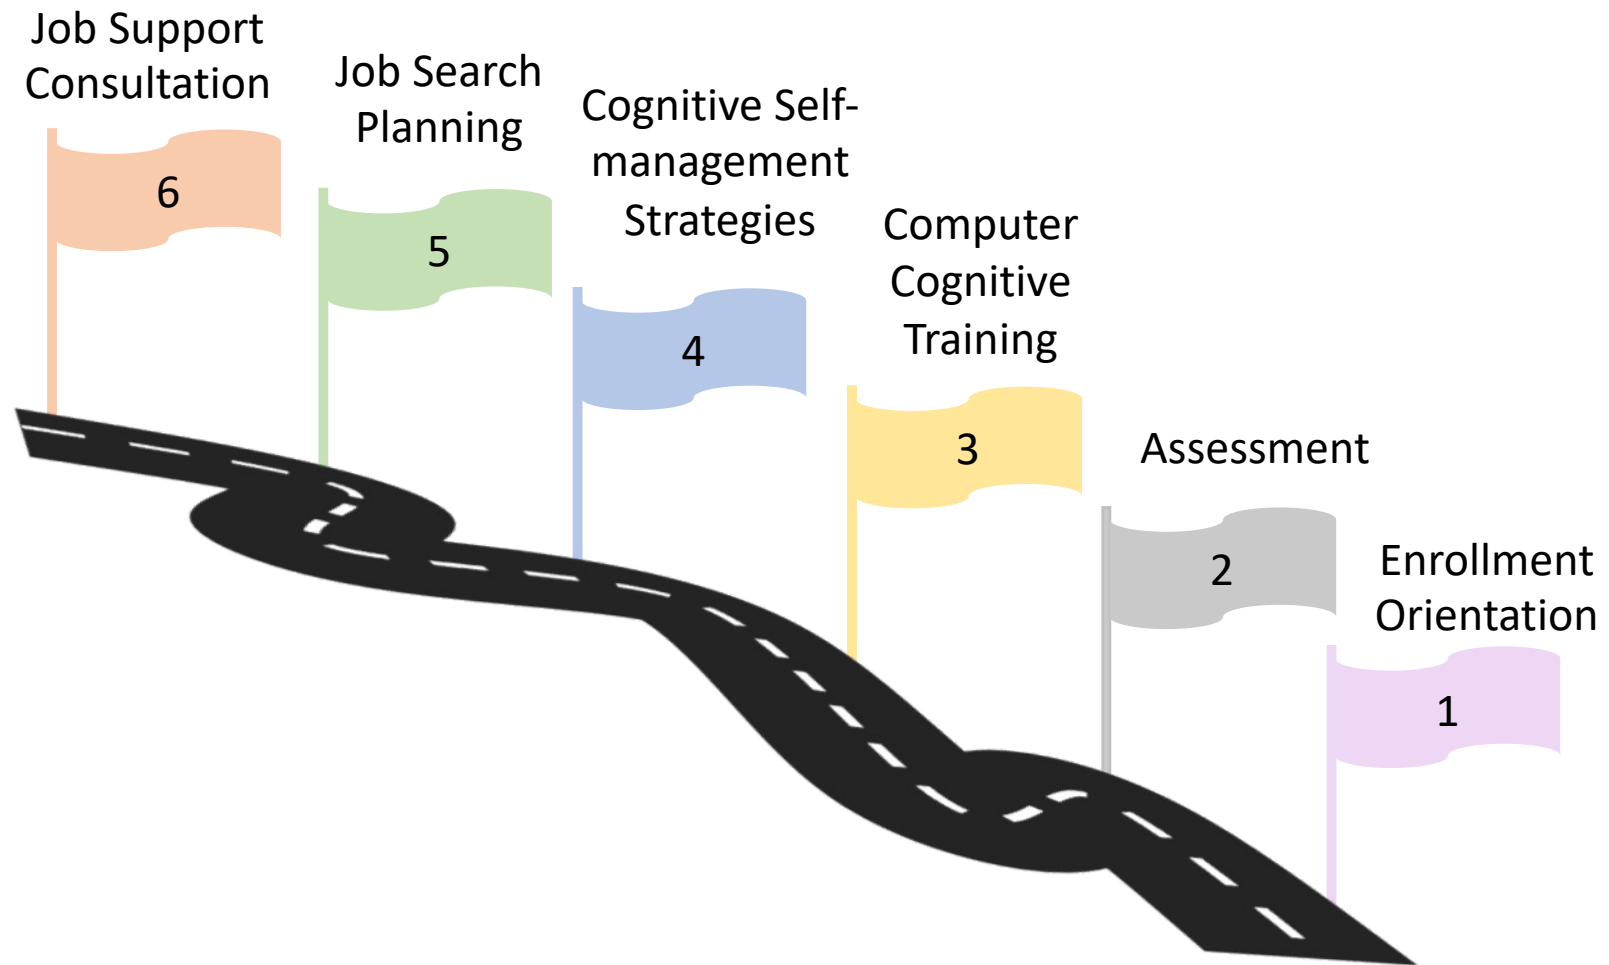 Job Support
Consultation
6
Job Search
Planning
5
Cognitive Self-
management
Strategies
4
Computer
Cognitive
Training
3
Assessment
2
Enrollment
Orientation
1